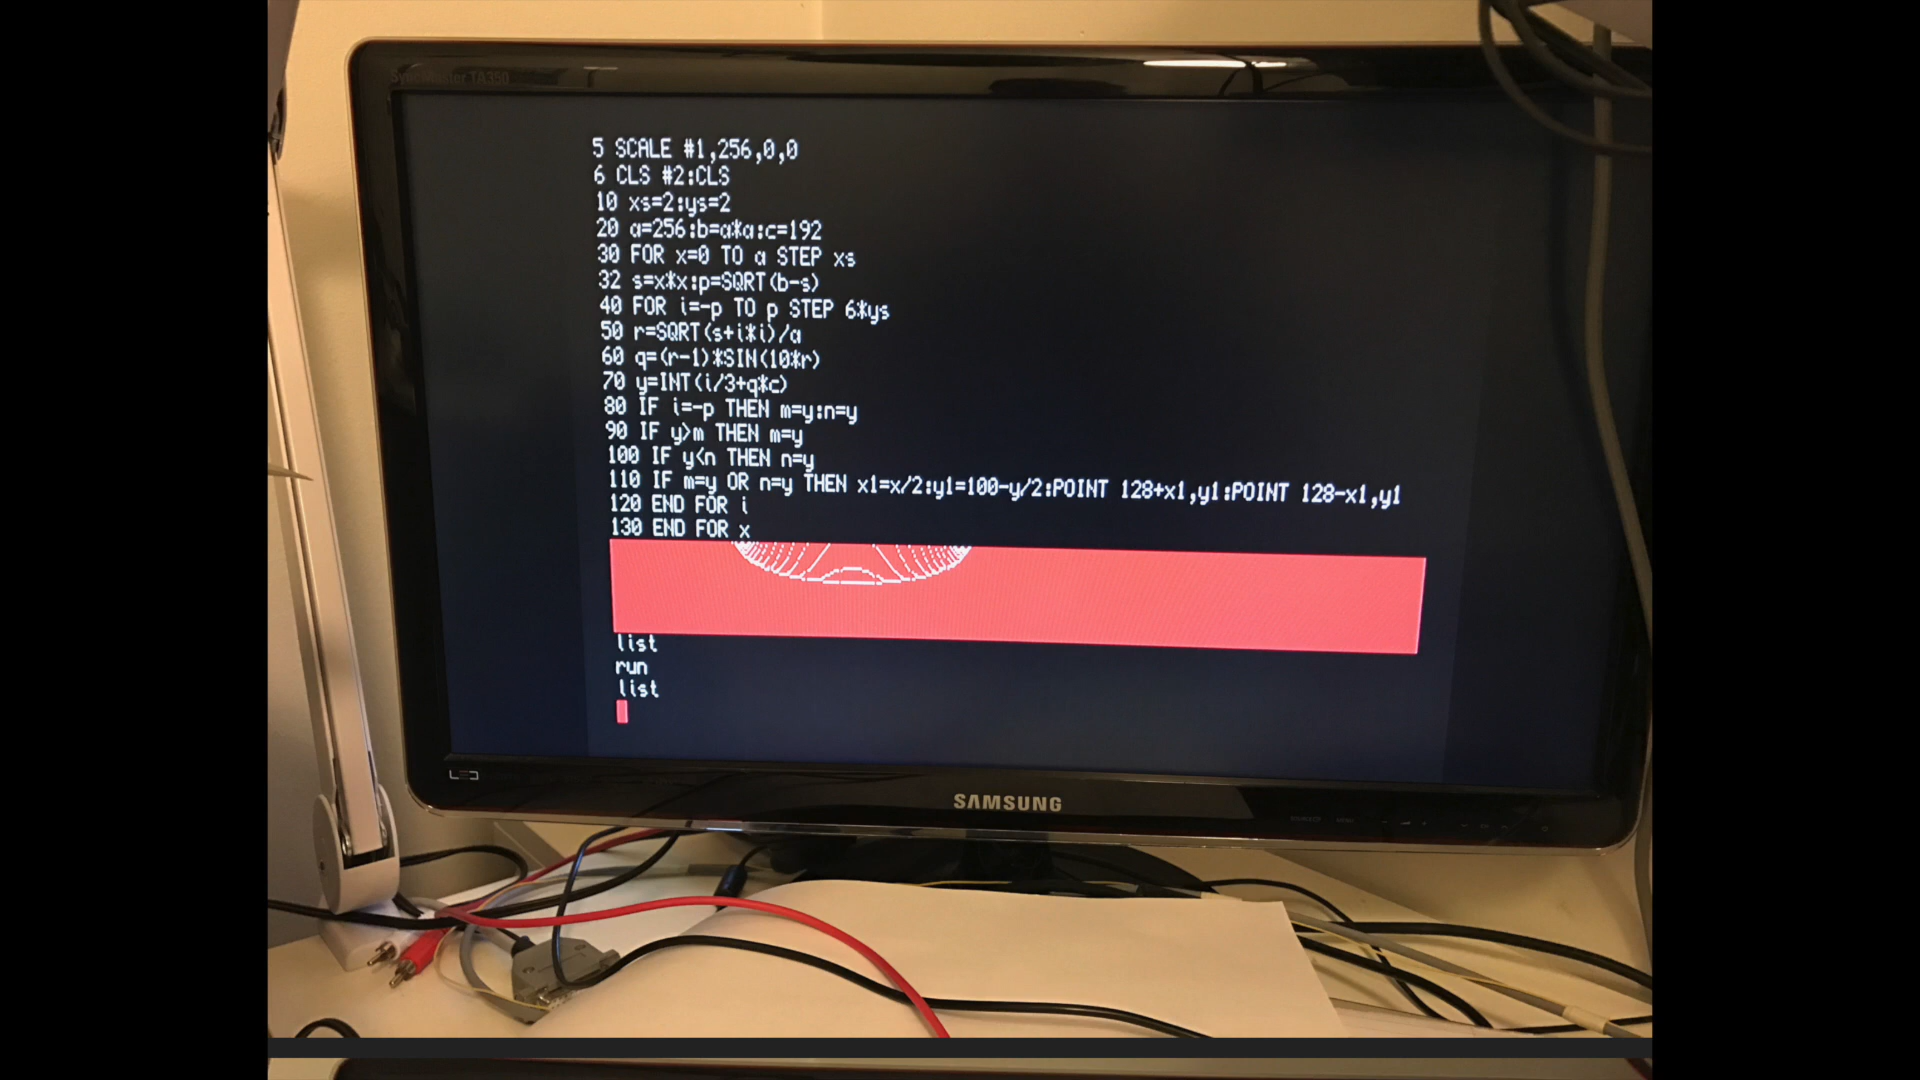 SyncMaster TA350
5 SCALE #1,256,0,0
6 CLS #2:CLS
10 xs=2:ys=2
20 a=256:b=a*a:c=192
30 FOR x=0 TO a STEP xs
32 s=x*x:p=SQRT(b-s)
40 FOR i=-p TO p STEP 6*ys
50 r=SQRT(s+i*i)/a
60 q=(r-1)*SIN(10*r)
70 y=INT(i/3+q*c)
80 IF i=-p THEN m=y:n=y
90 IF y>m THEN m=y
100 IF y<n THEN n=y
110 IF m=y OR n=y THEN x1=x/2:y1=100-y/2:POINT 128+x1,y1:POINT 128-x1,y1
120 END FOR i
130 END FOR x
list
run
list
LED
SAMSUNG